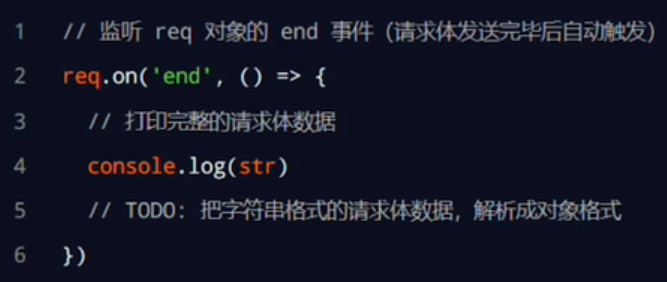 1 // 监听 req 对象的 end 事件（请求体发送完毕后自动触发）
2 req.on('end', () => {
3 // 打印完整的请求体数据
4 console.log(str)
5 // TODO: 把字符串格式的请求体数据，解析成对象格式
6 })